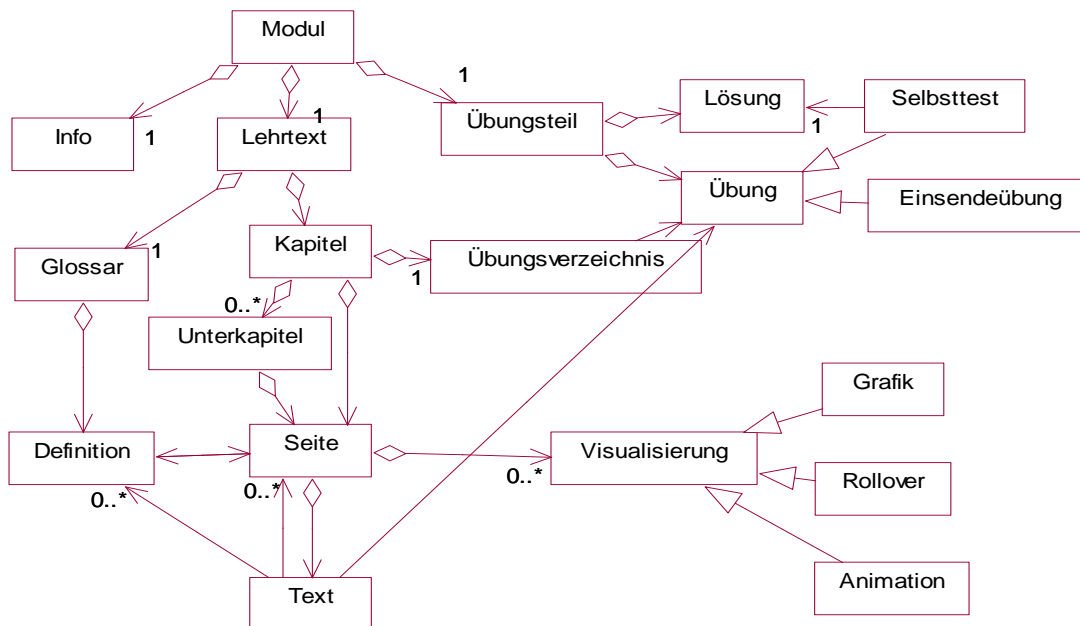 Modul
1
Lösung
Selbsttest
Übungsteil
1
Info
1
1
Lehrtext
Übung
Einsendeübung
Kapitel
1
Glossar
Übungsverzeichnis
1
0..*
Unterkapitel
Grafik
Definition
Seite
Visualisierung
0..*
0..*
0..*
Rollover
Text
Animation